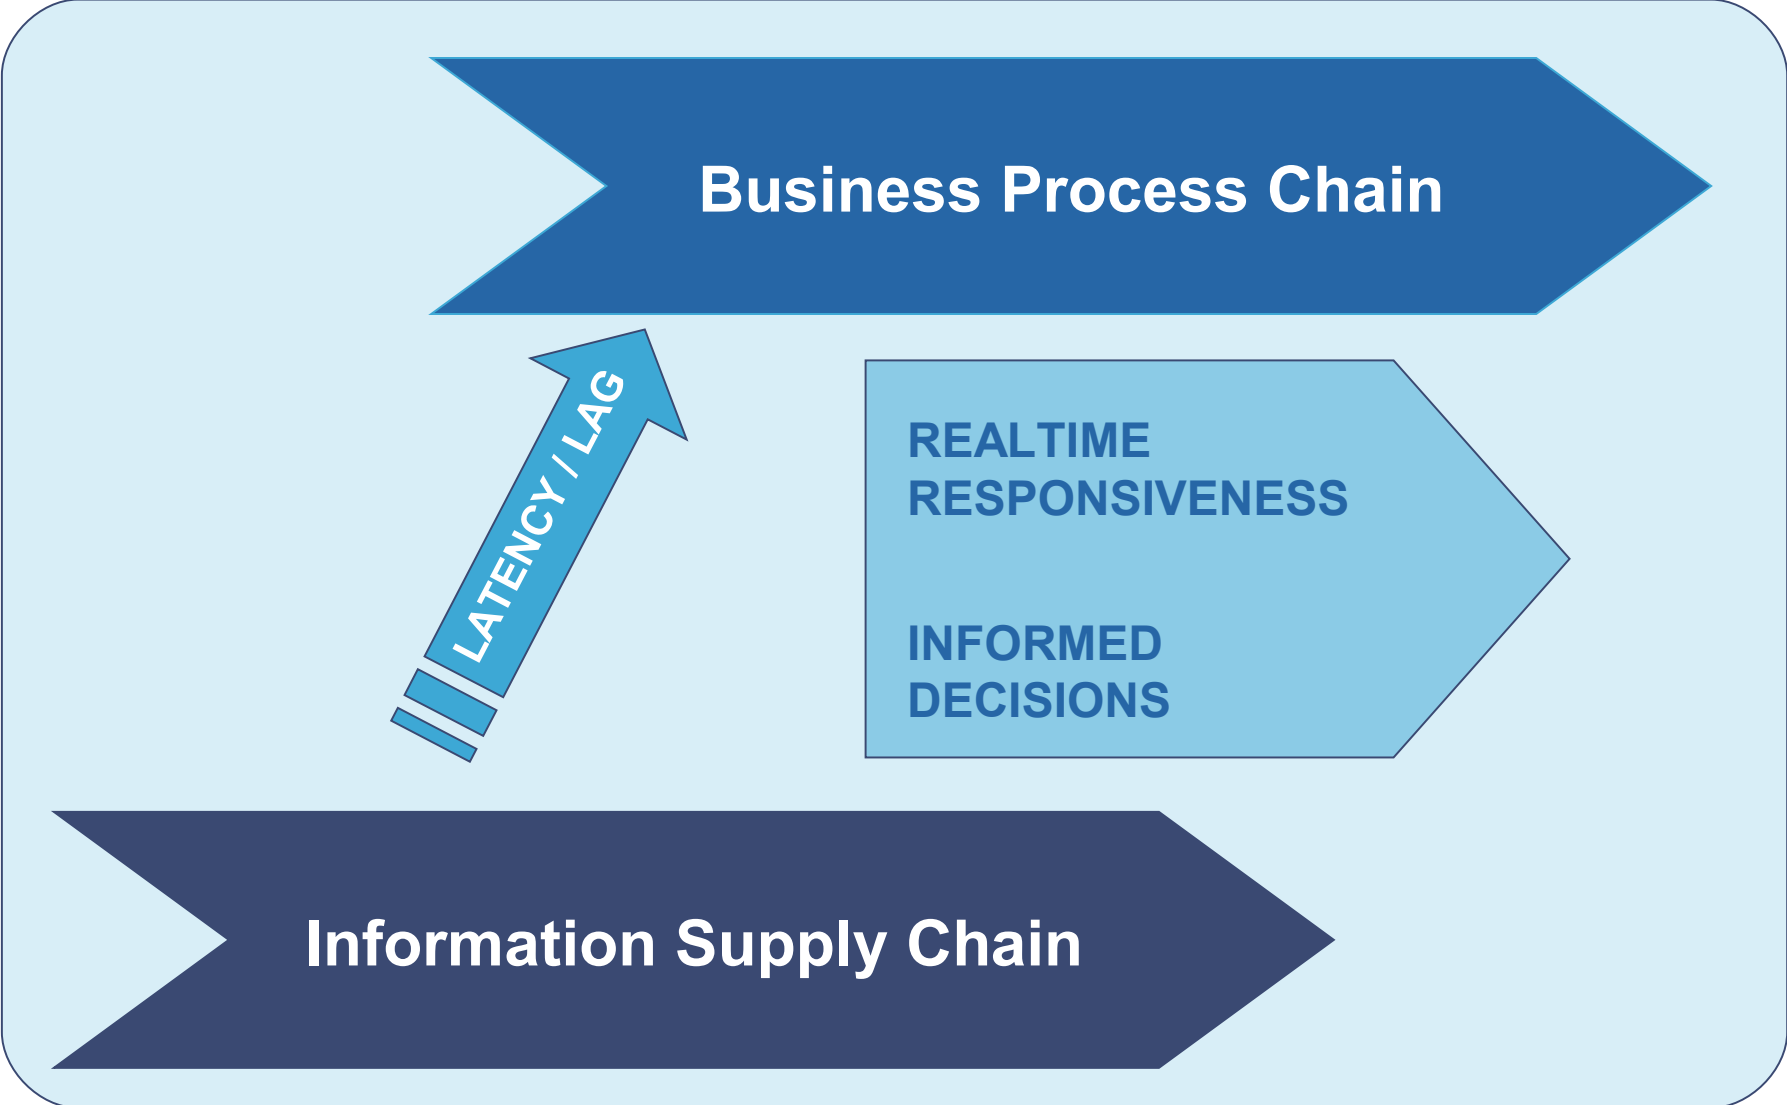 Business Process Chain
LATENCY / LAG
REALTIME
RESPONSIVENESS
INFORMED
DECISIONS
Information Supply Chain